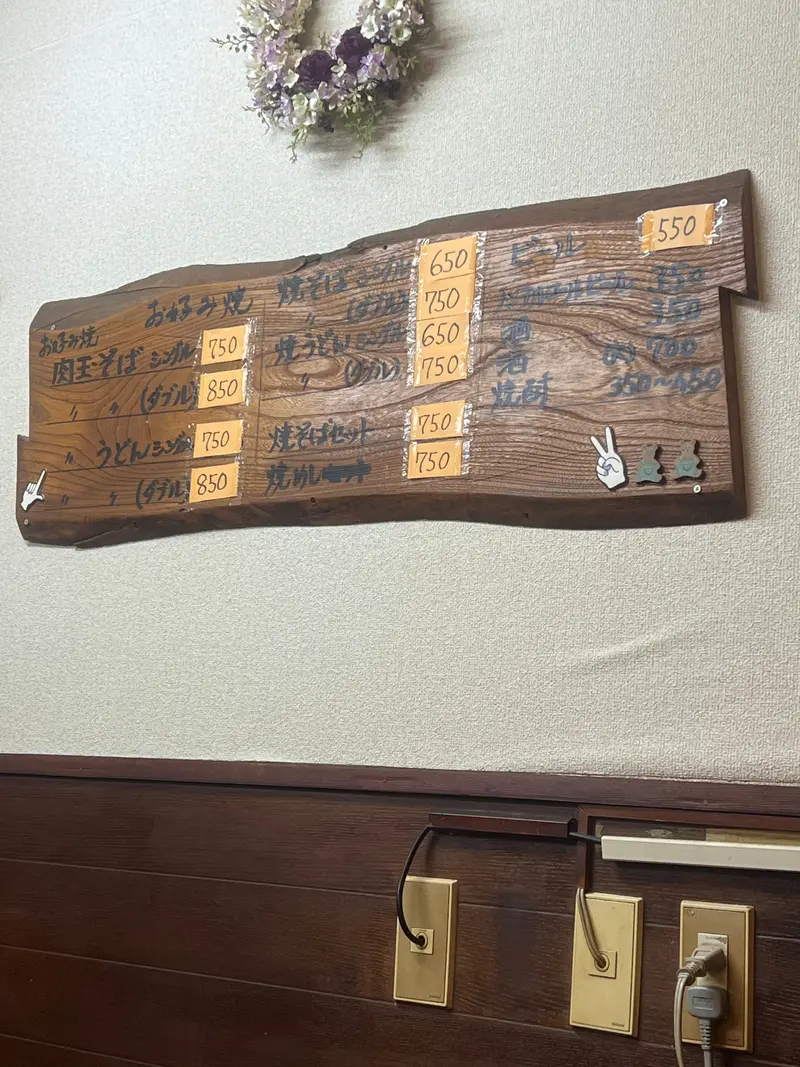 お好み焼
お好み焼
肉玉そば シングル 750
〃 〃 (ダブル) 850
〃 うどん シングル 750
〃 〃 (ダブル) 850
焼そば シングル 650
〃 (ダブル) 750
焼うどん シングル 650
〃 (ダブル) 750
焼そばセット 750
焼めし 750
ビール 550
ノンアルコールビール 350
酒 350
酒 700
焼酎 350〜450